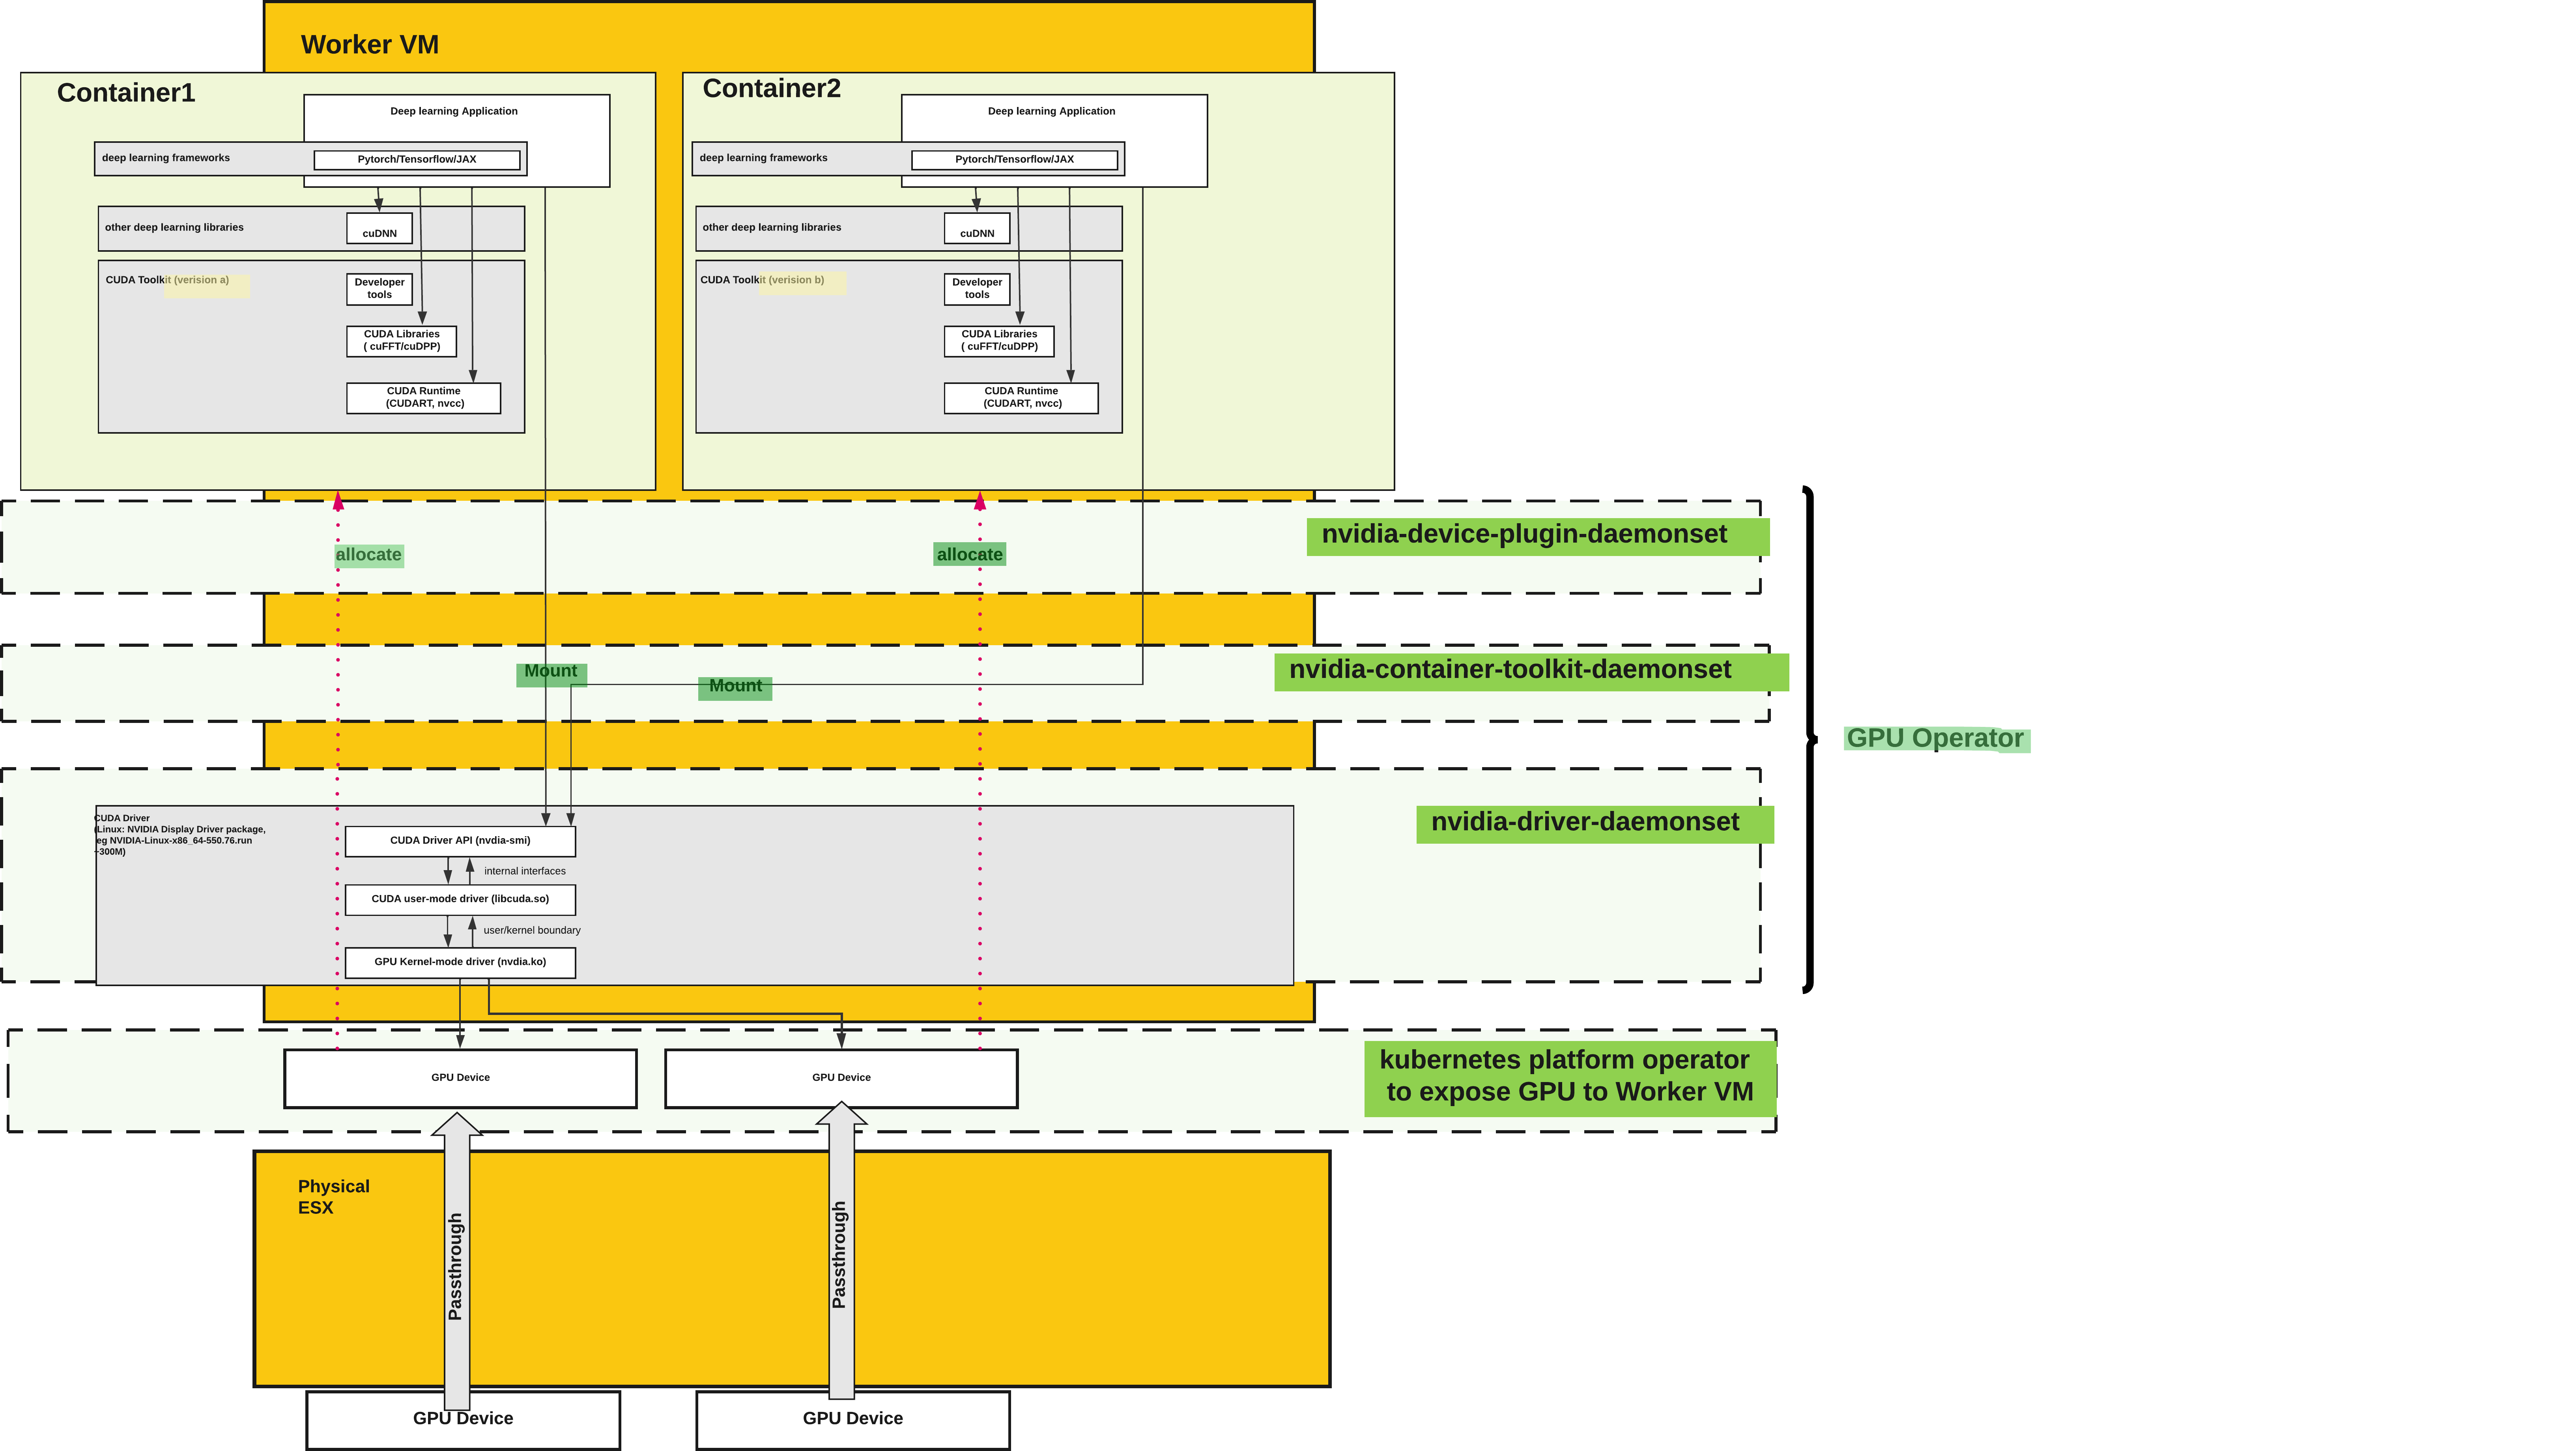 Worker VM
Container1
Deep learning Application
deep learning frameworks
Pytorch/Tensorflow/JAX
other deep learning libraries
cuDNN
CUDA Toolkit (verision a)
Developer
tools
CUDA Libraries
( cuFFT/cuDPP)
CUDA Runtime
(CUDART, nvcc)
Container2
Deep learning Application
deep learning frameworks
Pytorch/Tensorflow/JAX
other deep learning libraries
cuDNN
CUDA Toolkit (verision b)
Developer
tools
CUDA Libraries
( cuFFT/cuDPP)
CUDA Runtime
(CUDART, nvcc)
nvidia-device-plugin-daemonset
allocate
allocate
nvidia-container-toolkit-daemonset
Mount
Mount
GPU Operator
nvidia-driver-daemonset
CUDA Driver
(Linux: NVIDIA Display Driver package,
eg NVIDIA-Linux-x86_64-550.76.run
~300M)
CUDA Driver API (nvdia-smi)
internal interfaces
CUDA user-mode driver (libcuda.so)
user/kernel boundary
GPU Kernel-mode driver (nvdia.ko)
kubernetes platform operator
to expose GPU to Worker VM
GPU Device
GPU Device
Physical
ESX
Passthrough
Passthrough
GPU Device
GPU Device